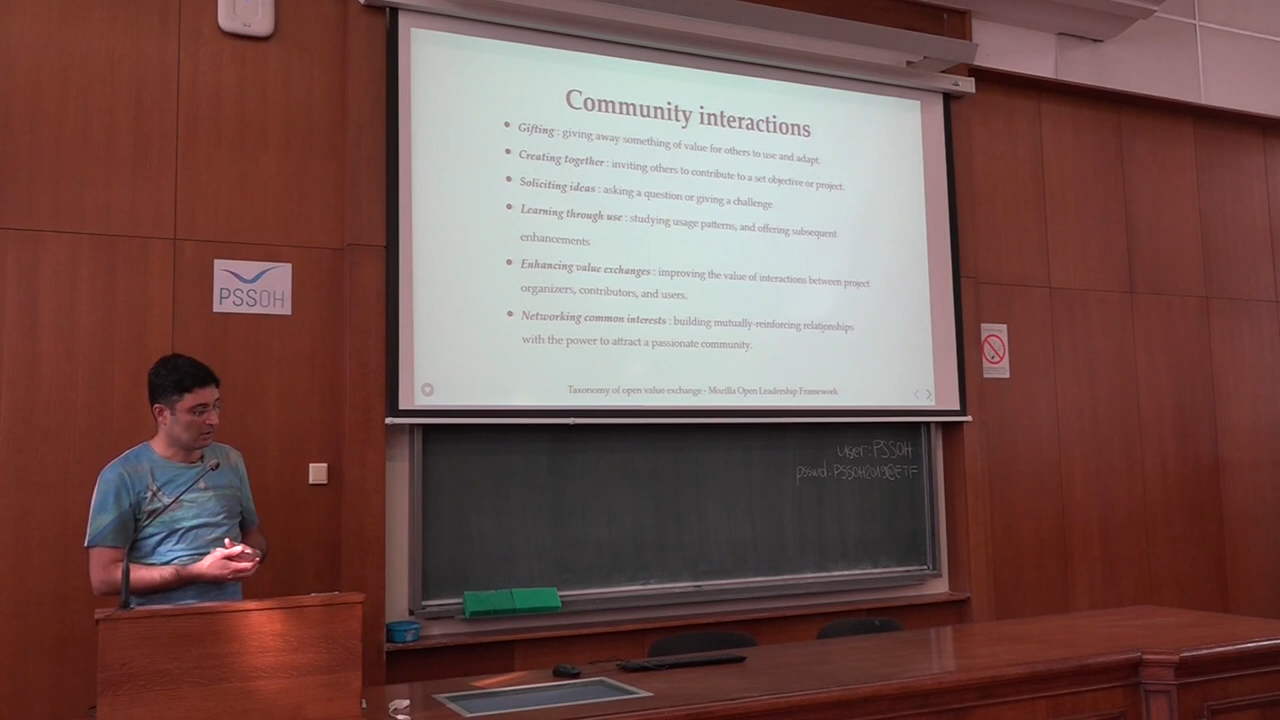 Community interactions
Gifting : giving away something of value for others to use and adapt.
Creating together : inviting others to contribute to a set objective or project.
Soliciting ideas : asking a question or giving a challenge
Learning through use : studying usage patterns, and offering subsequent
enhancements
Enhancing value exchanges : improving the value of interactions between project
organizers, contributors, and users.
Networking common interests : building mutually-reinforcing relationships
with the power to attract a passionate community.
Taxonomy of open value exchange - Mozilla Open Leadership Framework
PSSOH
user: PSSOH
psswd: PSSOH2019@ETF